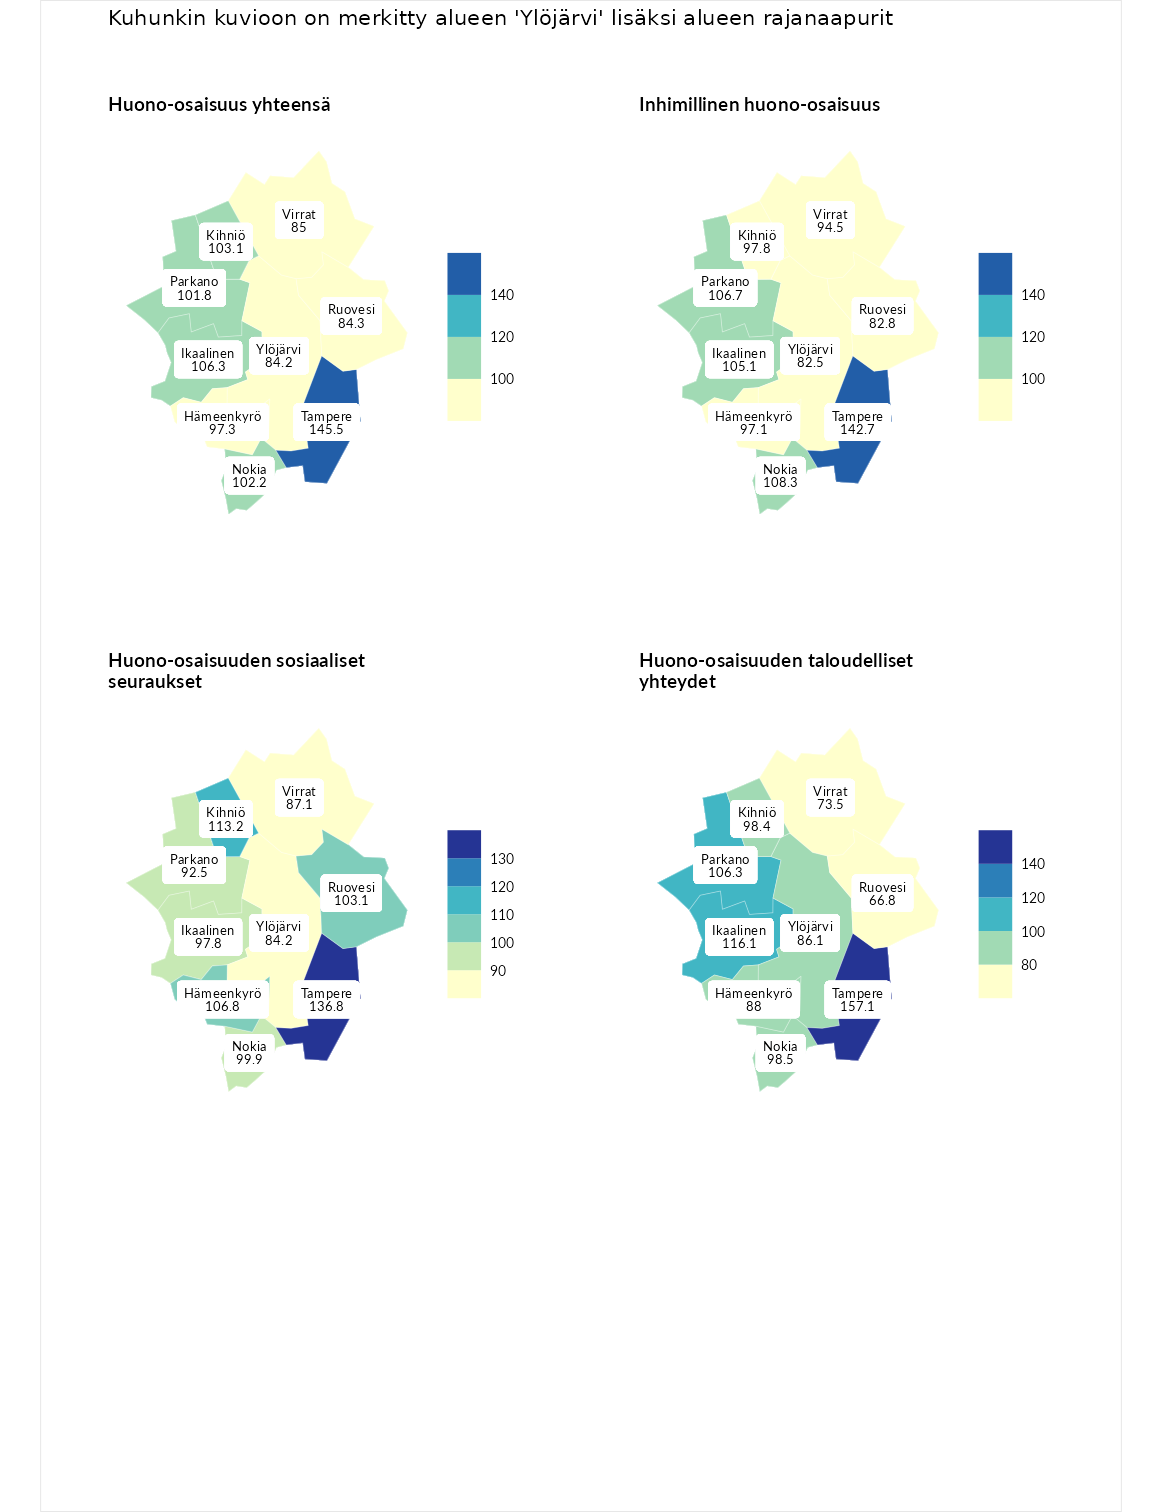 Kuhunkin kuvioon on merkitty alueen 'Ylöjärvi' lisäksi alueen rajanaapurit
Huono-osaisuus yhteensä
Virrat
85
Kihniö
103.1
Parkano
101.8
Ruovesi
84.3
Ylöjärvi
84.2
Ikaalinen
106.3
Hämeenkyrö
97.3
Tampere
145.5
Nokia
102.2
140
120
100
Inhimillinen huono-osaisuus
Virrat
94.5
Kihniö
97.8
Parkano
106.7
Ruovesi
82.8
Ylöjärvi
82.5
Ikaalinen
105.1
Hämeenkyrö
97.1
Tampere
142.7
Nokia
108.3
140
120
100
Huono-osaisuuden sosiaaliset
seuraukset
Virrat
87.1
Kihniö
113.2
Parkano
92.5
Ruovesi
103.1
Ylöjärvi
84.2
Ikaalinen
97.8
Hämeenkyrö
106.8
Tampere
136.8
Nokia
99.9
130
120
110
100
90
Huono-osaisuuden taloudelliset
yhteydet
Virrat
73.5
Kihniö
98.4
Parkano
106.3
Ruovesi
66.8
Ylöjärvi
86.1
Ikaalinen
116.1
Hämeenkyrö
88
Tampere
157.1
Nokia
98.5
140
120
100
80